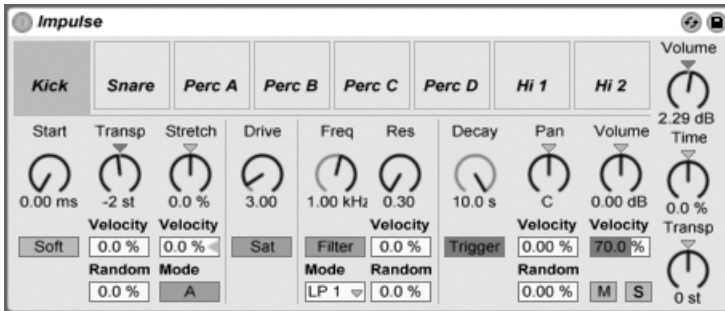 Impulse
Kick Snare Perc A Perc B Perc C Perc D Hi 1 Hi 2
Volume
2.29 dB
Start Transp Stretch Drive Freq Res Decay Pan Volume
Time
0.00 ms -2 st 0.0 % 3.00 1.00 kHz 0.30 10.0 s C 0.00 dB
0.0 %
Velocity Velocity Velocity Velocity Velocity
Transp
Soft 0.0 % 0.0 % Sat Filter 0.0 % Trigger 0.00 % 70.0 %
Random Mode Mode Random Random
0.0 % A LP 1 0.0 % 0.00 % M S
0 st